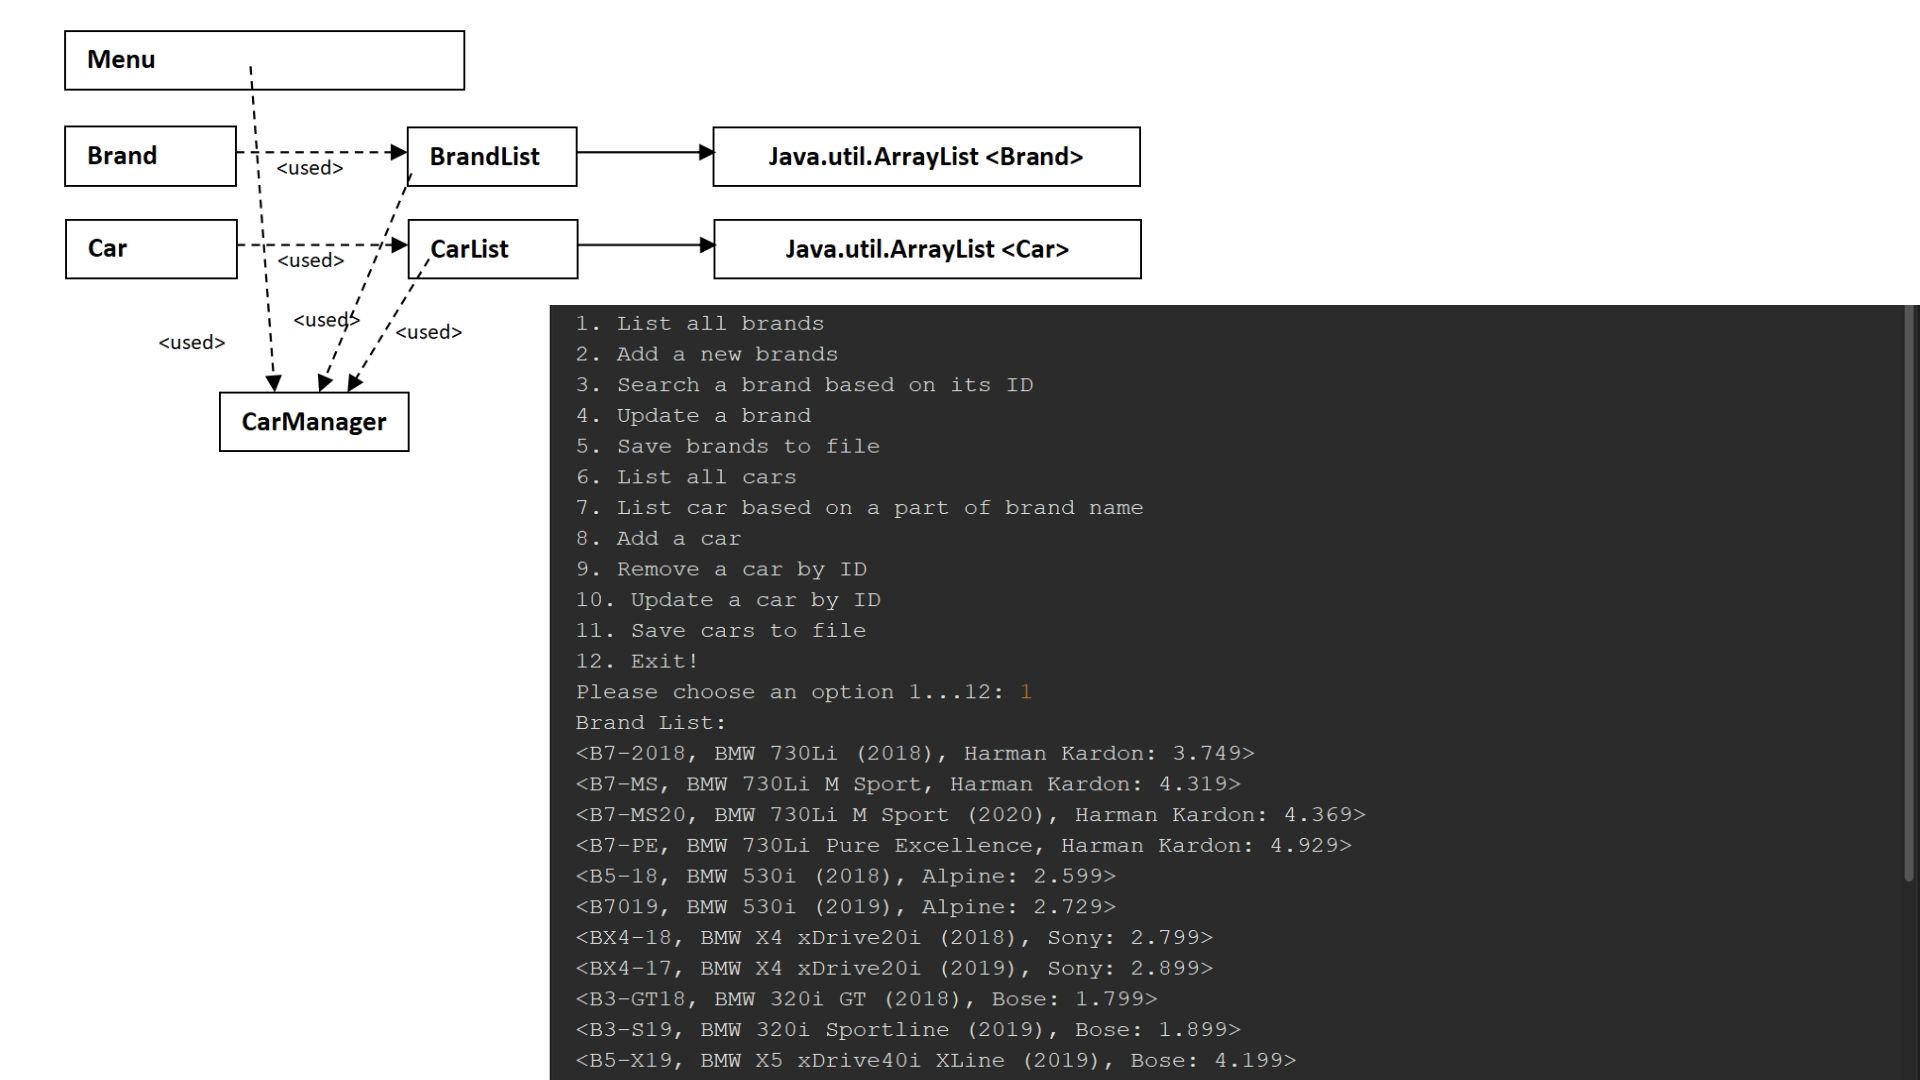 Menu
Brand
<used>
BrandList
Java.util.ArrayList <Brand>
Car
<used>
CarList
Java.util.ArrayList <Car>
<used>
<used>
<used>
CarManager
1. List all brands
2. Add a new brands
3. Search a brand based on its ID
4. Update a brand
5. Save brands to file
6. List all cars
7. List car based on a part of brand name
8. Add a car
9. Remove a car by ID
10. Update a car by ID
11. Save cars to file
12. Exit!
Please choose an option 1...12: 1
Brand List:
<B7-2018, BMW 730Li (2018), Harman Kardon: 3.749>
<B7-MS, BMW 730Li M Sport, Harman Kardon: 4.319>
<B7-MS20, BMW 730Li M Sport (2020), Harman Kardon: 4.369>
<B7-PE, BMW 730Li Pure Excellence, Harman Kardon: 4.929>
<B5-18, BMW 530i (2018), Alpine: 2.599>
<B7019, BMW 530i (2019), Alpine: 2.729>
<BX4-18, BMW X4 xDrive20i (2018), Sony: 2.799>
<BX4-17, BMW X4 xDrive20i (2019), Sony: 2.899>
<B3-GT18, BMW 320i GT (2018), Bose: 1.799>
<B3-S19, BMW 320i Sportline (2019), Bose: 1.899>
<B5-X19, BMW X5 xDrive40i XLine (2019), Bose: 4.199>